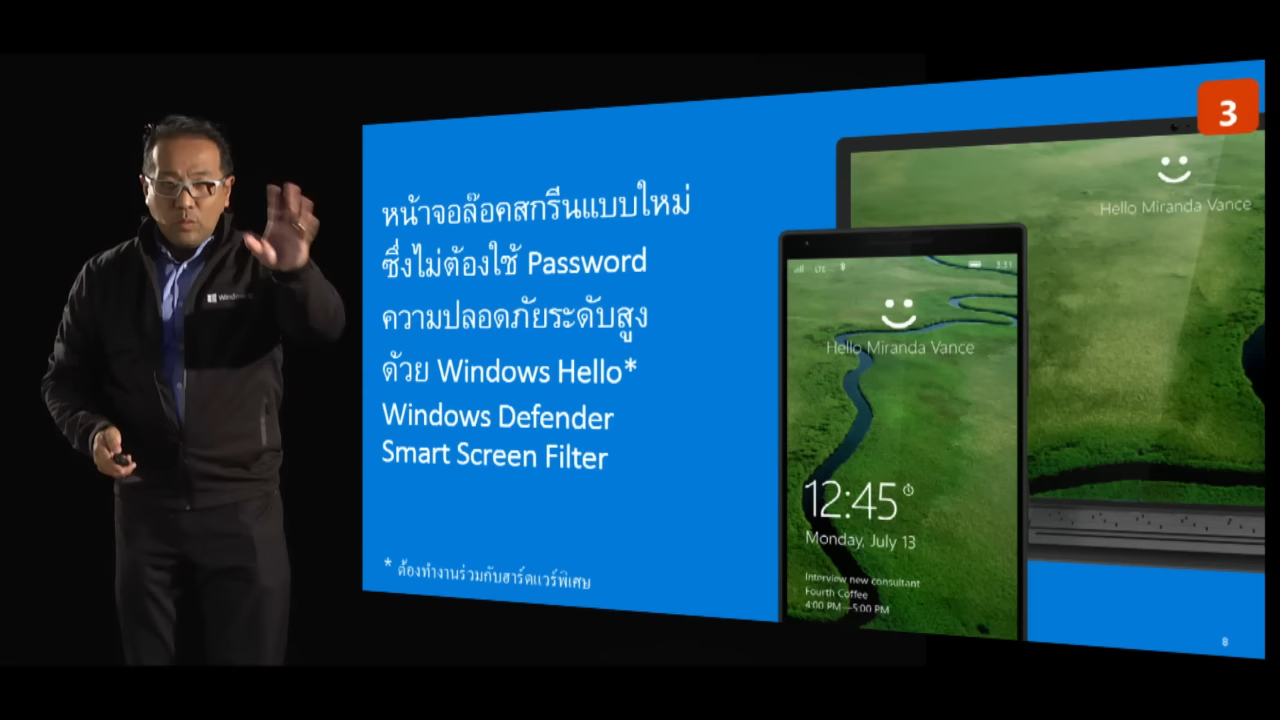 3
หน้าจอล๊อคสกรีนแบบใหม่
ซึ่งไม่ต้องใช้ Password
ความปลอดภัยระดับสูง
ด้วย Windows Hello*
Windows Defender
Smart Screen Filter
* ต้องทำงานร่วมกับฮาร์ดแวร์พิเศษ
Windows
Hello Miranda Vance
LTE 3:31
Hello Miranda Vance
12:45
Monday, July 13
Interview new consultant
Fourth Coffee
4:00 PM – 5:00 PM
8